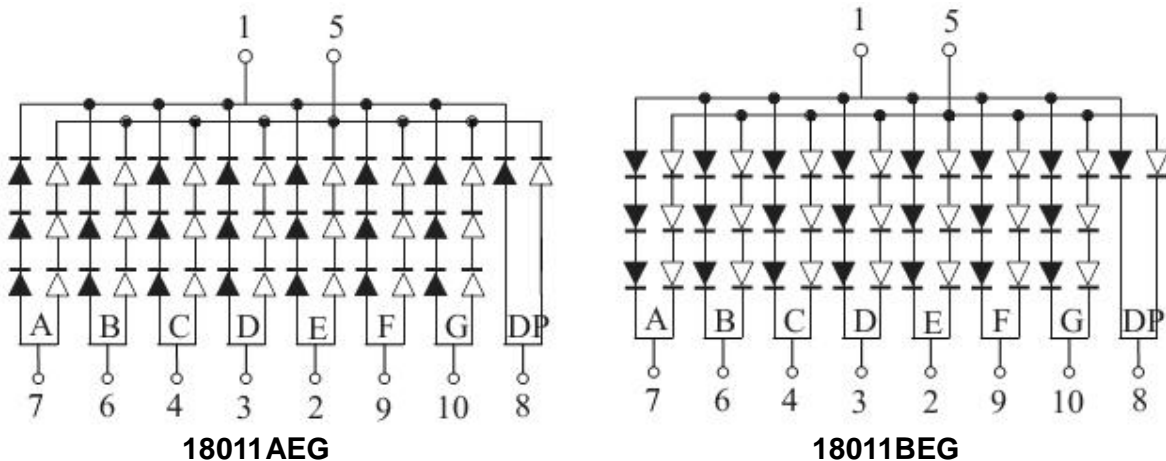 1 5 1 5
A B C D E F G DP A B C D E F G DP
7 6 4 3 2 9 10 8 7 6 4 3 2 9 10 8
18011AEG 18011BEG